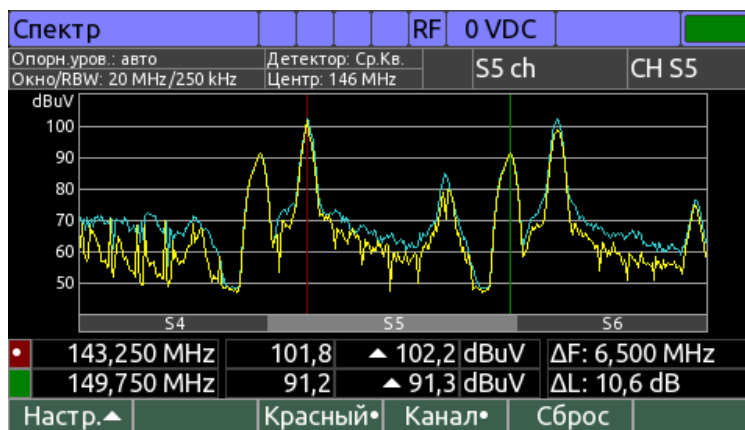 Спектр RF 0 VDC
Опорн.уров.: авто Детектор: Ср.Кв. S5 ch CH S5
Окно/RBW: 20 MHz/250 kHz Центр: 146 MHz
dBuV
100
90
80
70
60
50
S4 S5 S6
143,250 MHz 101,8 ▲ 102,2 dBuV ΔF: 6,500 MHz
149,750 MHz 91,2 ▲ 91,3 dBuV ΔL: 10,6 dB
Настр.▲ Красный• Канал• Сброс